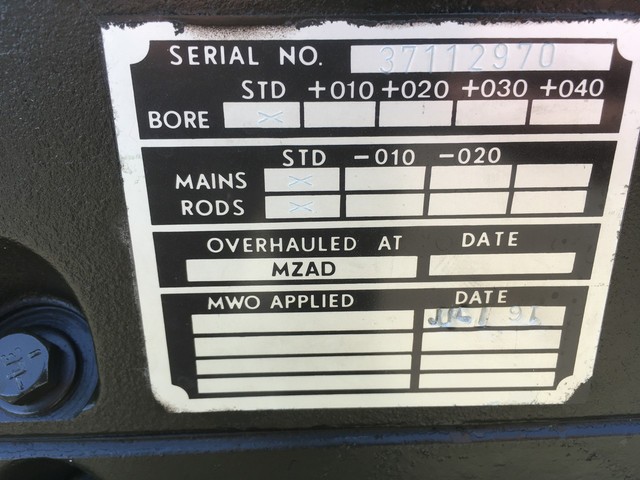 SERIAL NO. 37112970
STD +010 +020 +030 +040
BORE X
STD -010 -020
MAINS X
RODS X
OVERHAULED AT DATE
MZAD
MWO APPLIED DATE